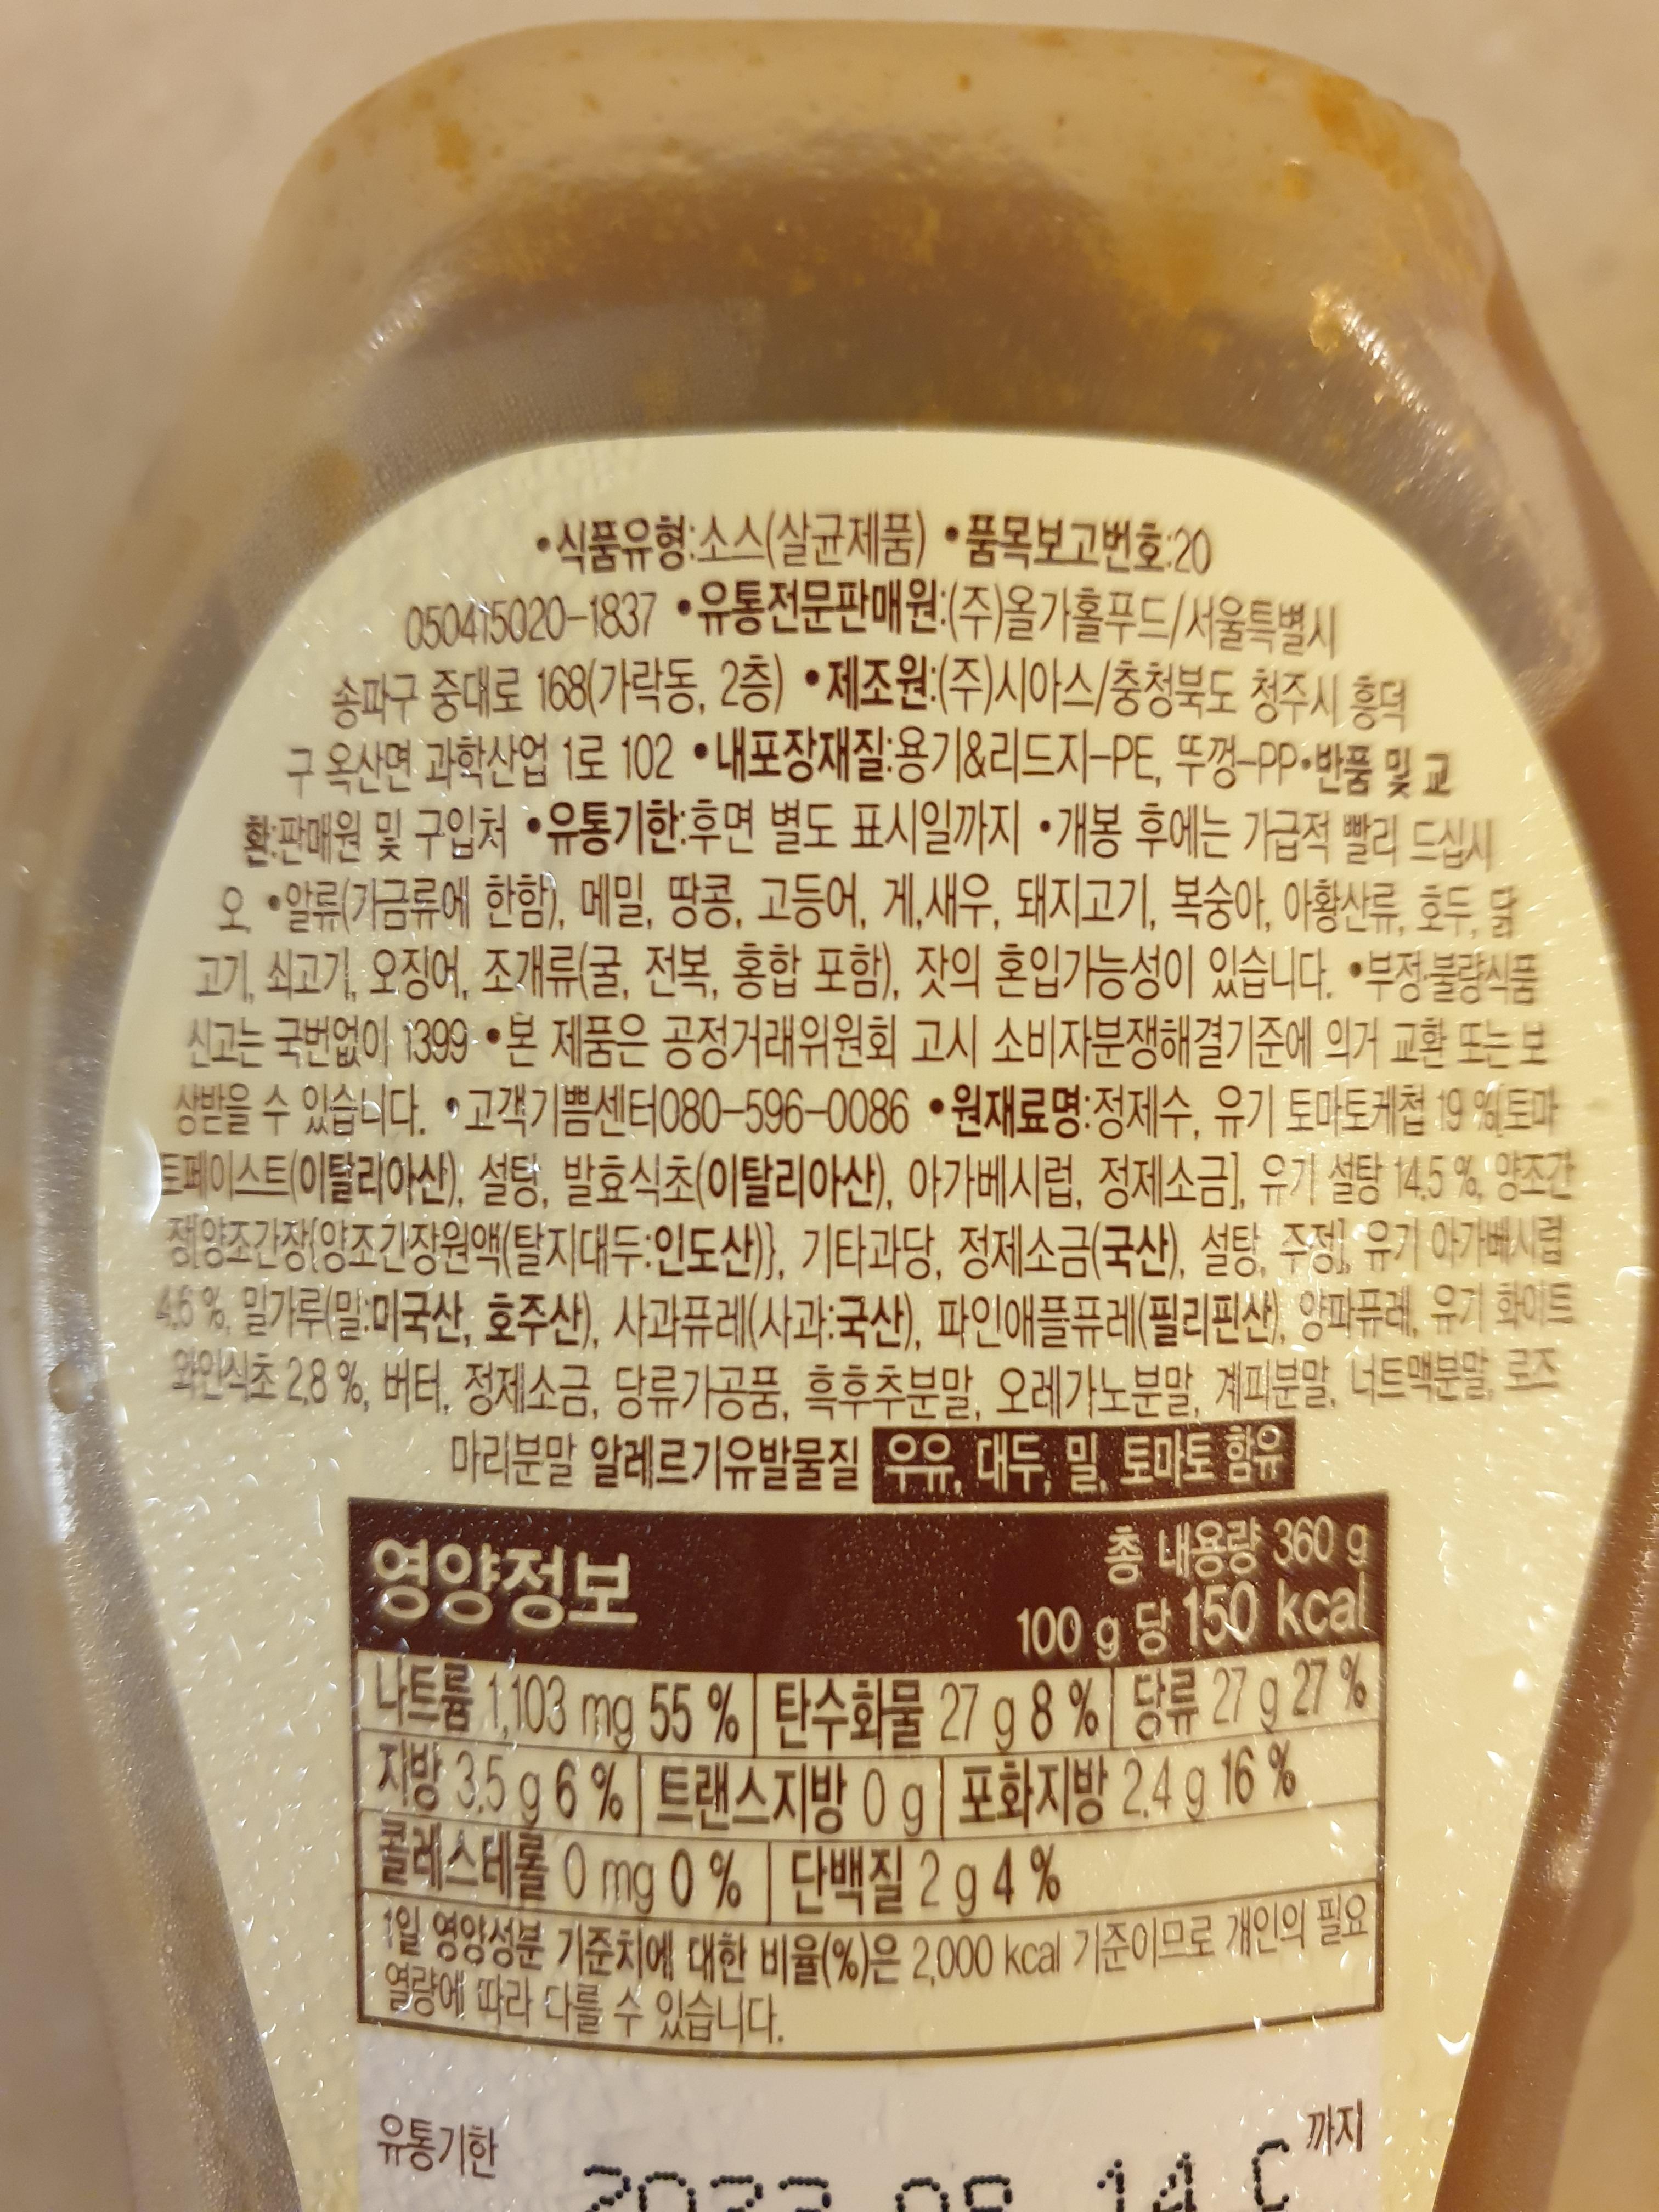 •식품유형:소스(살균제품) •품목보고번호:20
050415020-1837 •유통전문판매원:(주)올가홀푸드/서울특별시
송파구 중대로 168(가락동, 2층) •제조원:(주)시아스/충청북도 청주시 흥덕
구 옥산면 과학산업 1로 102 •내포장재질:용기&리드지-PE, 뚜껑-PP•반품 및 교
환:판매원 및 구입처 •유통기한:후면 별도 표시일까지 •개봉 후에는 가급적 빨리 드십시
오. •알류(가금류에 한함), 메밀, 땅콩, 고등어, 게,새우, 돼지고기, 복숭아, 아황산류, 호두, 닭
고기, 쇠고기, 오징어, 조개류(굴, 전복, 홍합 포함), 잣의 혼입가능성이 있습니다. •부정·불량식품
신고는 국번없이 1399 •본 제품은 공정거래위원회 고시 소비자분쟁해결기준에 의거 교환 또는 보
상받을 수 있습니다. •고객기쁨센터080-596-0086 •원재료명:정제수, 유기 토마토케첩 19 %[토마
토페이스트(이탈리아산), 설탕, 발효식초(이탈리아산), 아가베시럽, 정제소금], 유기 설탕 14.5 %, 양조간
장[양조간장{양조간장원액(탈지대두:인도산)}, 기타과당, 정제소금(국산), 설탕, 주정], 유기 아가베시럽
4.6 %, 밀가루(밀:미국산, 호주산), 사과퓨레(사과:국산), 파인애플퓨레(필리핀산), 양파퓨레, 유기 화이트
와인식초 2.8 %, 버터, 정제소금, 당류가공품, 흑후추분말, 오레가노분말, 계피분말, 너트맥분말, 로즈
마리분말 알레르기유발물질 우유, 대두, 밀, 토마토 함유
영양정보 총 내용량 360 g
100 g 당 150 kcal
나트륨 1,103 mg 55 % 탄수화물 27 g 8 % 당류 27 g 27 %
지방 3.5 g 6 % 트랜스지방 0 g 포화지방 2.4 g 16 %
콜레스테롤 0 mg 0 % 단백질 2 g 4 %
1일 영양성분 기준치에 대한 비율(%)은 2,000 kcal 기준이므로 개인의 필요
열량에 따라 다를 수 있습니다.
유통기한 까지